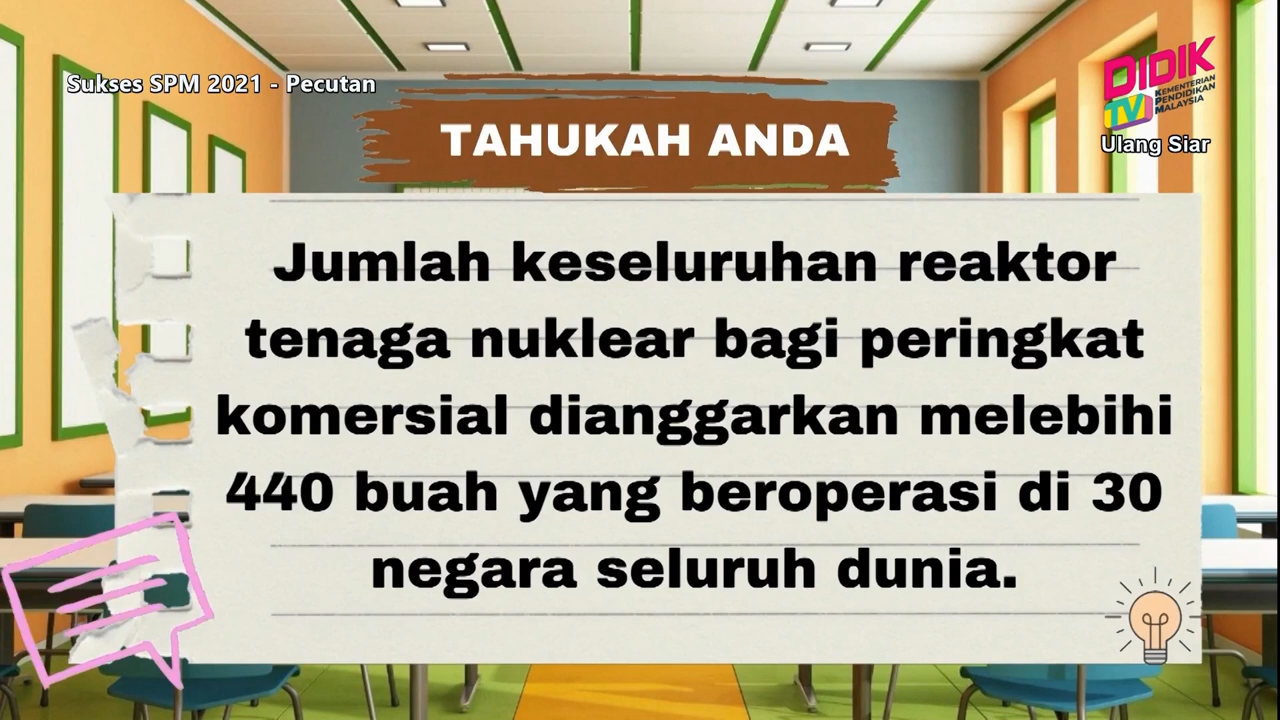 Sukses SPM 2021 - Pecutan
DIDIK
TV
KEMENTERIAN
PENDIDIKAN
MALAYSIA
Ulang Siar
TAHUKAH ANDA
Jumlah keseluruhan reaktor
tenaga nuklear bagi peringkat
komersial dianggarkan melebihi
440 buah yang beroperasi di 30
negara seluruh dunia.